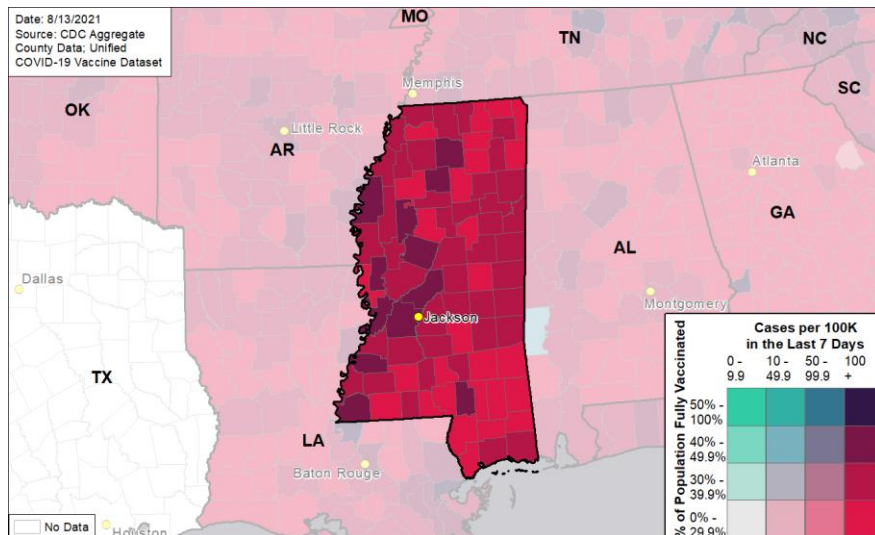 Date: 8/13/2021
Source: CDC Aggregate
County Data; Unified
COVID-19 Vaccine Dataset
MO
TN
NC
Memphis
SC
OK
Little Rock
AR
Atlanta
GA
AL
Dallas
Montgomery
Jackson
TX
LA
Baton Rouge
No Data
Houston
Cases per 100K
in the Last 7 Days
0 - 10 - 50 - 100
9.9 49.9 99.9 +
% of Population Fully Vaccinated
50% -
100%
40% -
49.9%
30% -
39.9%
0% -
29.9%